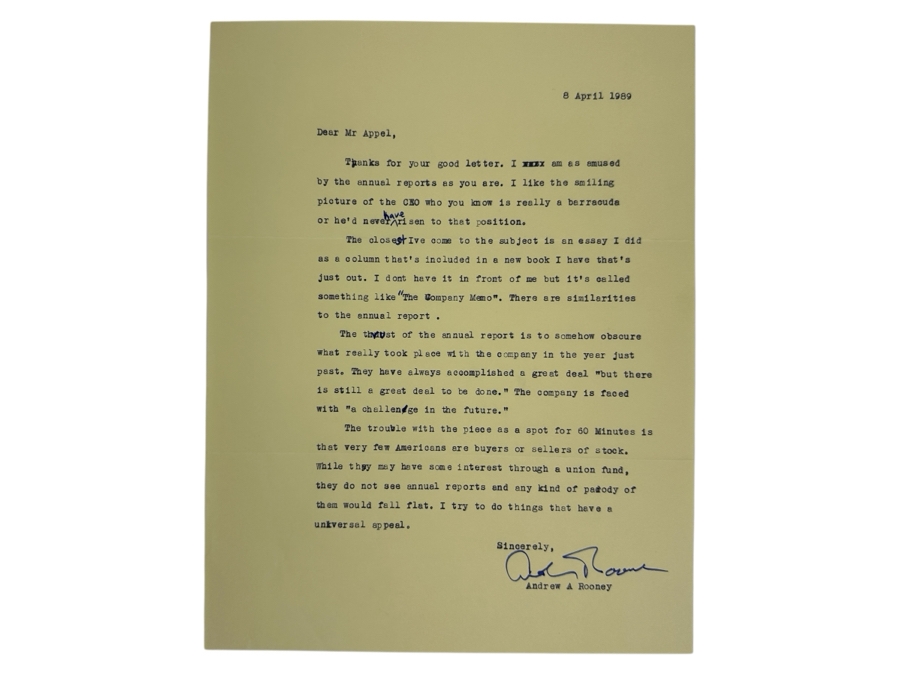 8 April 1989
Dear Mr Appel,
Thanks for your good letter. I xxxx am as amused
by the annual reports as you are. I like the smiling
picture of the CEO who you know is really a barracuda
or he'd never have risen to that position.
The closest Ive come to the subject is an essay I did
as a column that's included in a new book I have that's
just out. I dont have it in front of me but it's called
something like "The Company Memo". There are similarities
to the annual report .
The thrust of the annual report is to somehow obscure
what really took place with the company in the year just
past. They have always accomplished a great deal "but there
is still a great deal to be done." The company is faced
with "a challenge in the future."
The trouble with the piece as a spot for 60 Minutes is
that very few Americans are buyers or sellers of stock.
While they may have some interest through a union fund,
they do not see annual reports and any kind of parody of
them would fall flat. I try to do things that have a
universal appeal.
Sincerely,
Andy Rooney
Andrew A Rooney